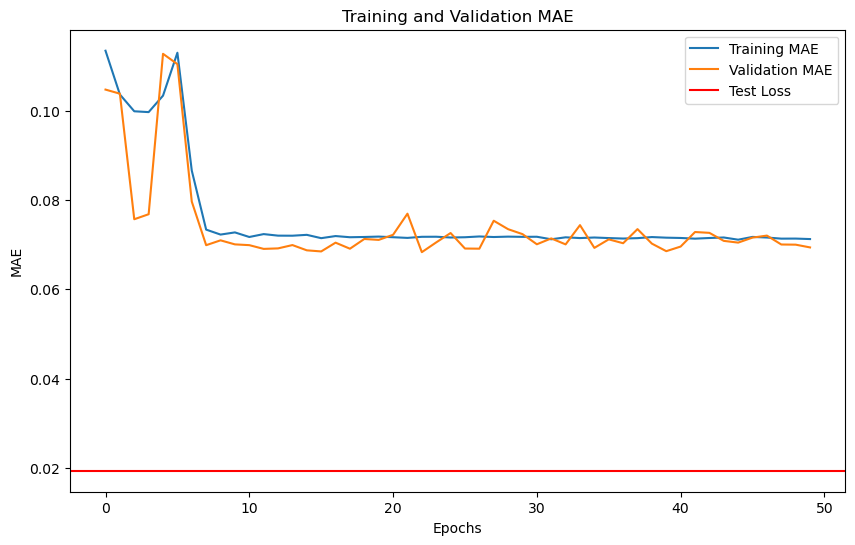 Training and Validation MAE
Training MAE
Validation MAE
Test Loss
MAE
0.10
0.08
0.06
0.04
0.02
0
10
20
30
40
50
Epochs